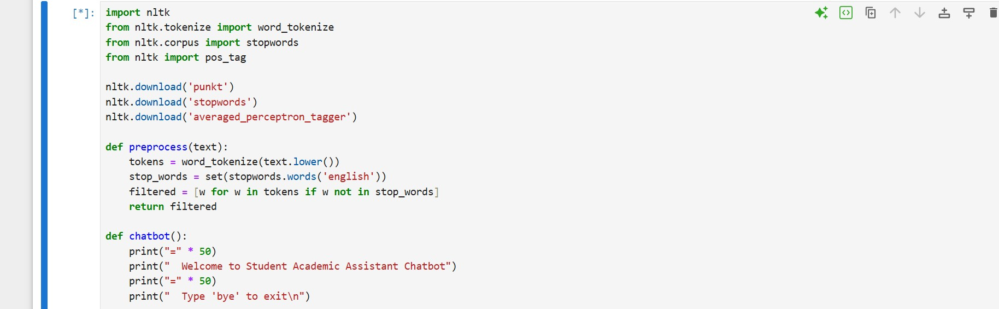 [*]:
import nltk
from nltk.tokenize import word_tokenize
from nltk.corpus import stopwords
from nltk import pos_tag

nltk.download('punkt')
nltk.download('stopwords')
nltk.download('averaged_perceptron_tagger')

def preprocess(text):
    tokens = word_tokenize(text.lower())
    stop_words = set(stopwords.words('english'))
    filtered = [w for w in tokens if w not in stop_words]
    return filtered

def chatbot():
    print("=" * 50)
    print("  Welcome to Student Academic Assistant Chatbot")
    print("=" * 50)
    print("  Type 'bye' to exit\n")